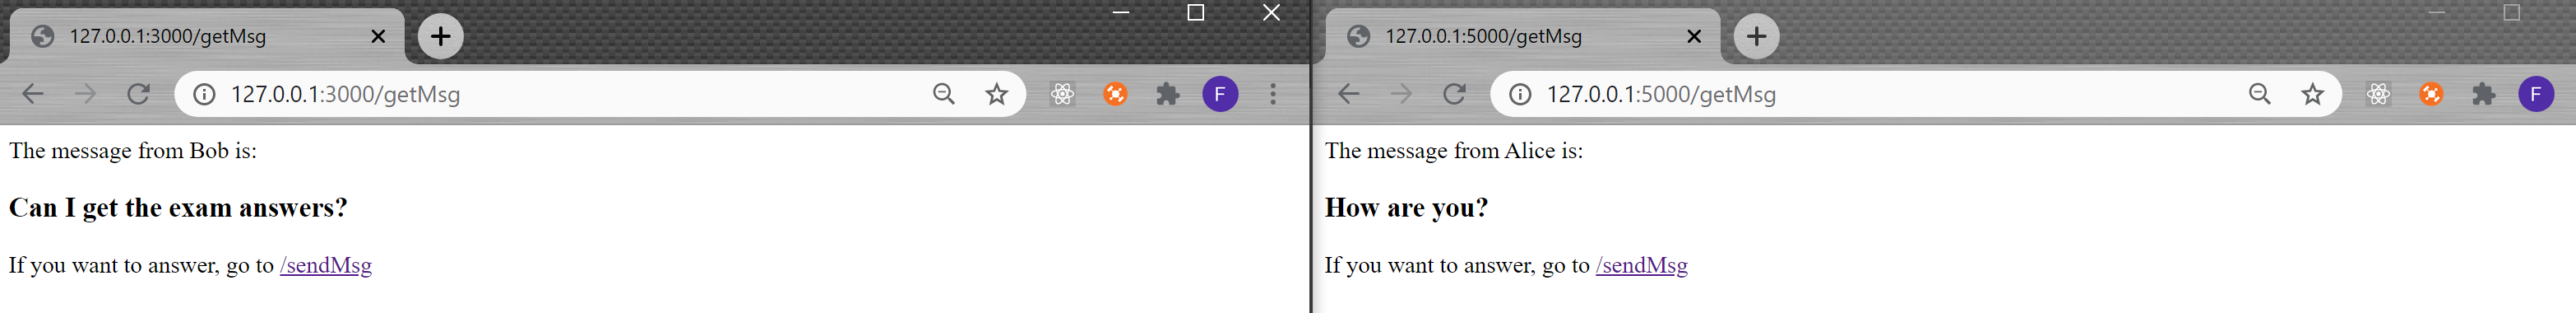 127.0.0.1:3000/getMsg
127.0.0.1:3000/getMsg
F
The message from Bob is:
Can I get the exam answers?
If you want to answer, go to /sendMsg
127.0.0.1:5000/getMsg
127.0.0.1:5000/getMsg
F
The message from Alice is:
How are you?
If you want to answer, go to /sendMsg